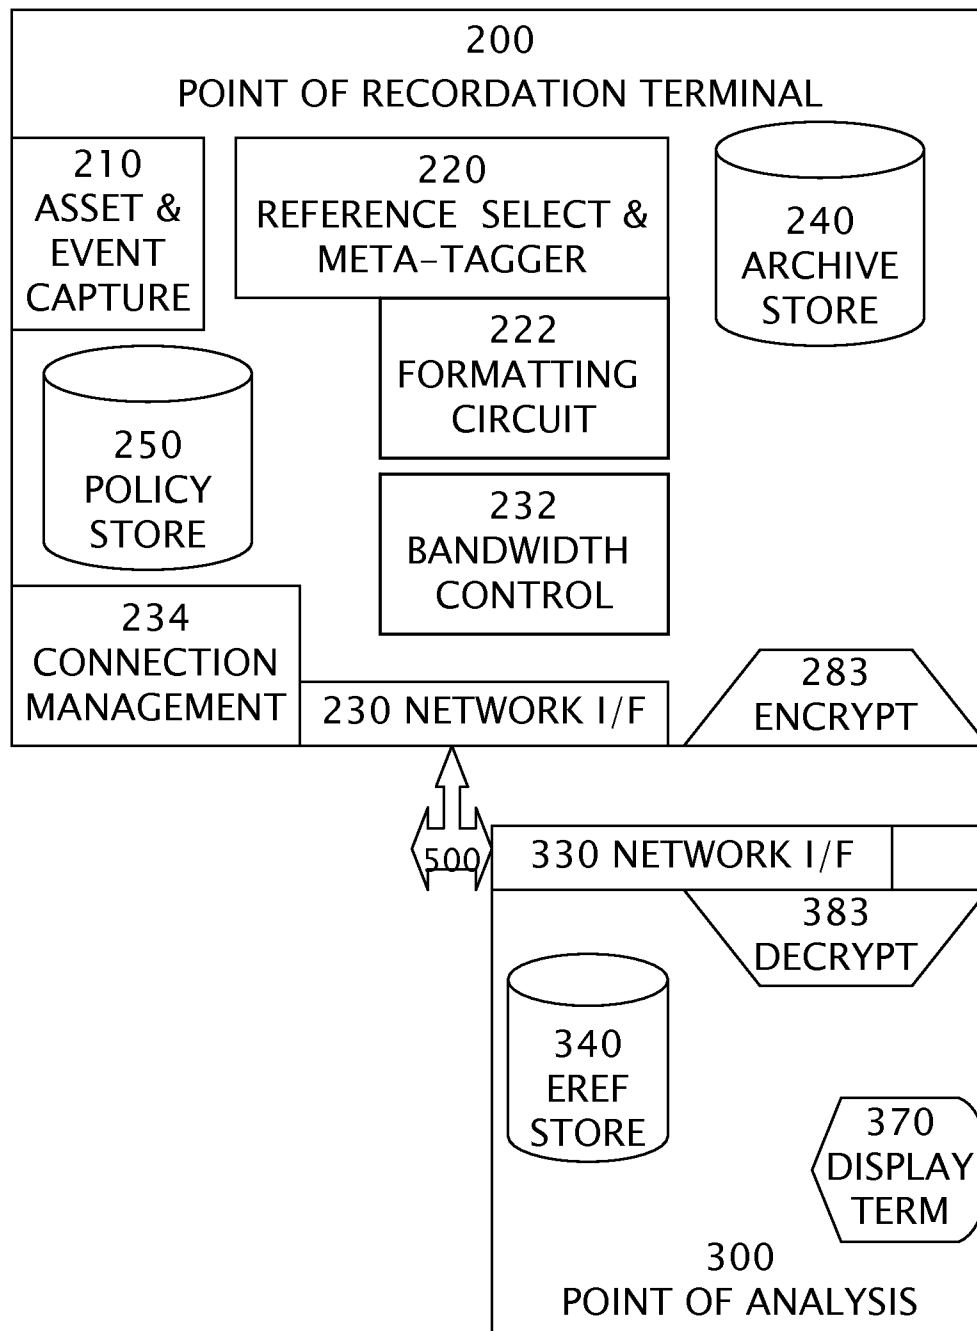 200
POINT OF RECORDATION TERMINAL
210
ASSET &
EVENT
CAPTURE
220
REFERENCE SELECT &
META-TAGGER
240
ARCHIVE
STORE
222
FORMATTING
CIRCUIT
250
POLICY
STORE
232
BANDWIDTH
CONTROL
234
CONNECTION
MANAGEMENT
230 NETWORK I/F
283
ENCRYPT
500
330 NETWORK I/F
383
DECRYPT
340
EREF
STORE
370
DISPLAY
TERM
300
POINT OF ANALYSIS